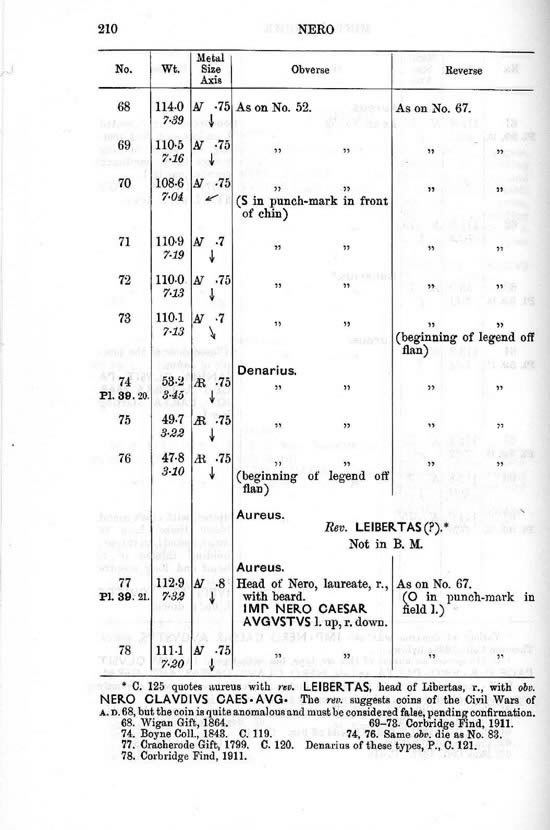 210 NERO
No. Wt. Metal Size Axis Obverse Reverse
68 114·0 AV ·75 As on No. 52. As on No. 67.
7·39 ↓
69 110·5 AV ·75 ,, ,, ,, ,,
7·16 ↓
70 108·6 AV ·75 ,, ,, ,, ,,
7·04 ↙ (S in punch-mark in front
of chin)
71 110·9 AV ·7 ,, ,, ,, ,,
7·19 ↓
72 110·0 AV ·75 ,, ,, ,, ,,
7·13 ↓
73 110·1 AV ·7 ,, ,, ,, ,,
7·13 ↘ (beginning of legend off
flan)
Denarius.
74 53·2 ÆR ·75 ,, ,, ,, ,,
Pl. 39. 20. 3·45 ↓
75 49·7 ÆR ·75 ,, ,, ,, ,,
3·22 ↓
76 47·8 ÆR ·75 ,, ,, ,, ,,
3·10 ↓ (beginning of legend off
flan)
Aureus.
Rev. LEIBERTAS (?).*
Not in B. M.
Aureus.
77 112·9 AV ·8 Head of Nero, laureate, r., As on No. 67.
Pl. 39. 21. 7·32 ↓ with beard. (O in punch-mark in
IMP NERO CAESAR field l.)
AVGVSTVS l. up, r. down.
78 111·1 AV ·75 ,, ,, ,, ,,
7·20 ↓
* C. 125 quotes aureus with rev. LEIBERTAS, head of Libertas, r., with obv.
NERO CLAVDIVS CAES·AVG· The rev. suggests coins of the Civil Wars of
A.D. 68, but the coin is quite anomalous and must be considered false, pending confirmation.
68. Wigan Gift, 1864. 69–73. Corbridge Find, 1911.
74. Boyne Coll., 1843. C. 119. 74, 76. Same obv. die as No. 83.
77. Cracherode Gift, 1799. C. 120. Denarius of these types, P., C. 121.
78. Corbridge Find, 1911.